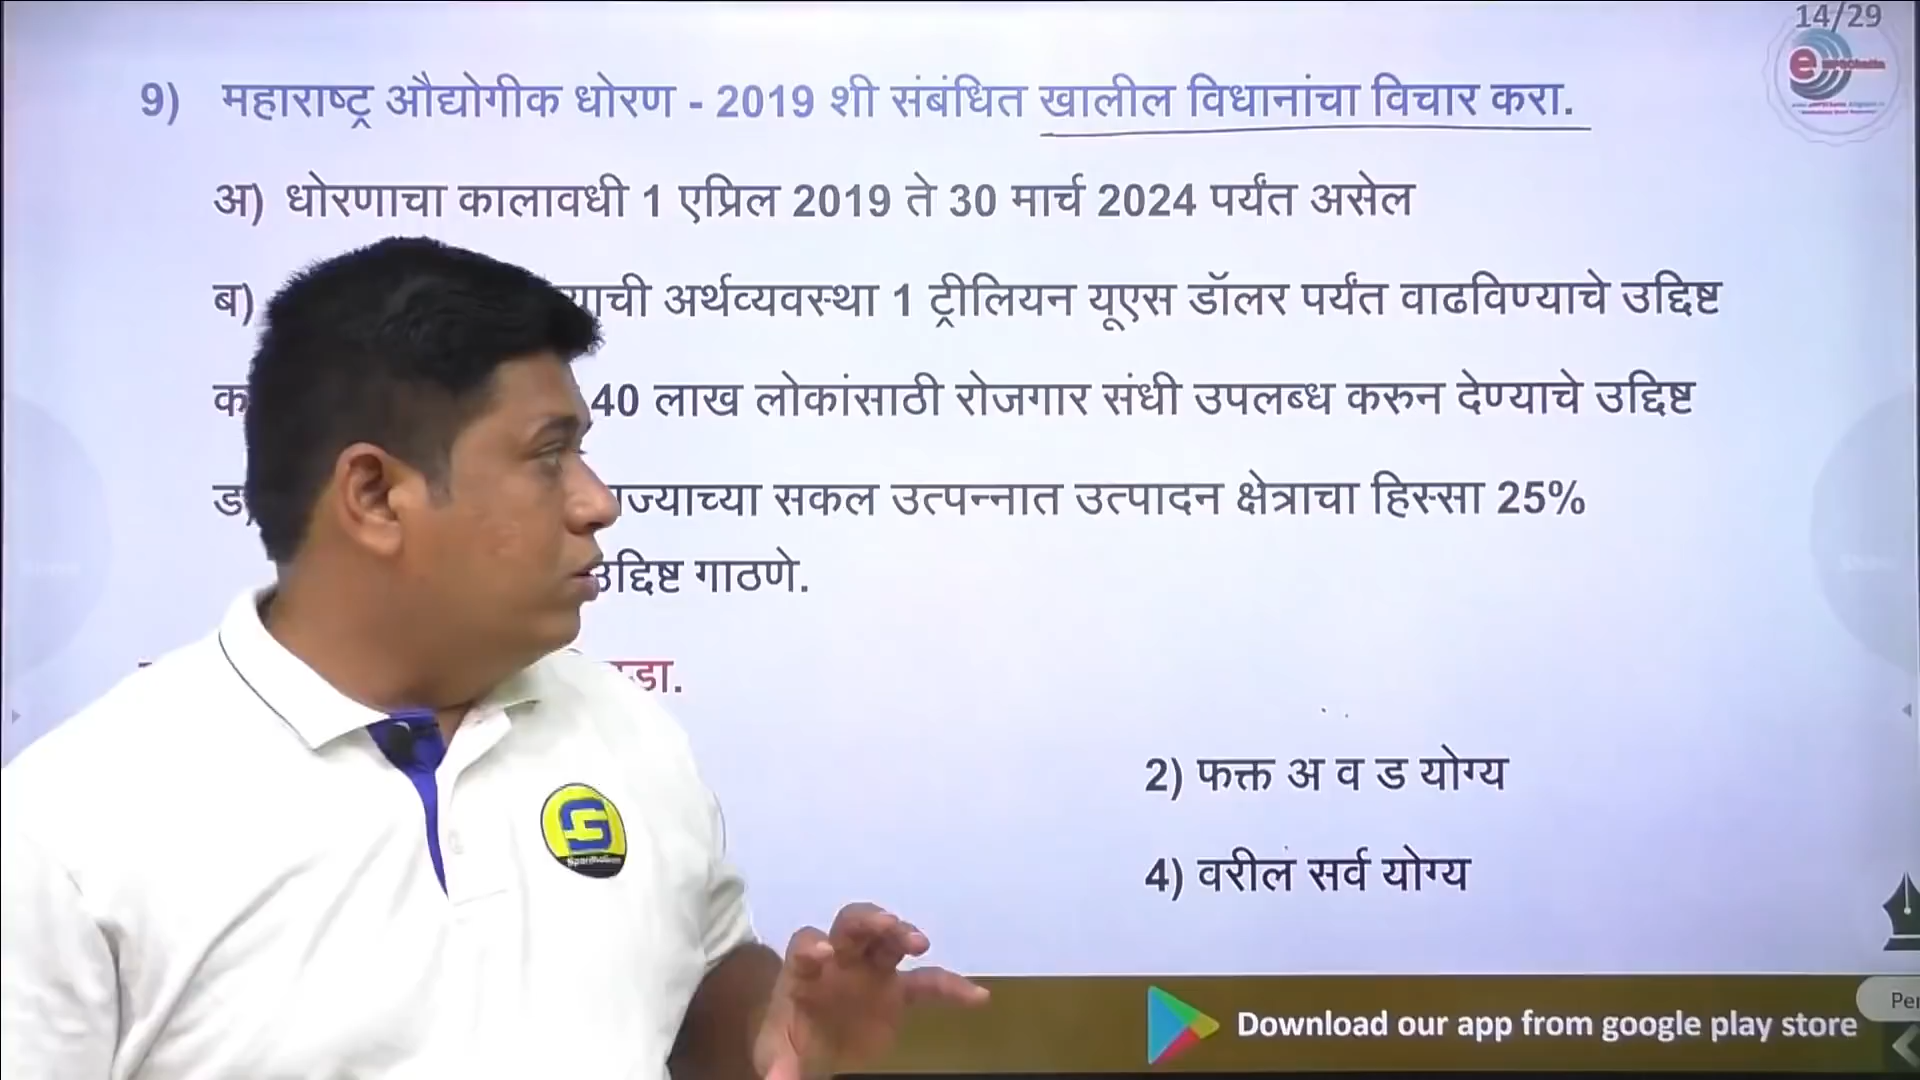 14/29
9) महाराष्ट्र औद्योगीक धोरण - 2019 शी संबंधित खालील विधानांचा विचार करा.
अ) धोरणाचा कालावधी 1 एप्रिल 2019 ते 30 मार्च 2024 पर्यंत असेल
ब) अर्थव्यवस्था 1 ट्रीलियन यूएस डॉलर पर्यंत वाढविण्याचे उद्दिष्ट
क 40 लाख लोकांसाठी रोजगार संधी उपलब्ध करुन देण्याचे उद्दिष्ट
ड) सकल उत्पन्नात उत्पादन क्षेत्राचा हिस्सा 25%
उद्दिष्ट गाठणे.
2) फक्त अ व ड योग्य
4) वरील सर्व योग्य
Download our app from google play store